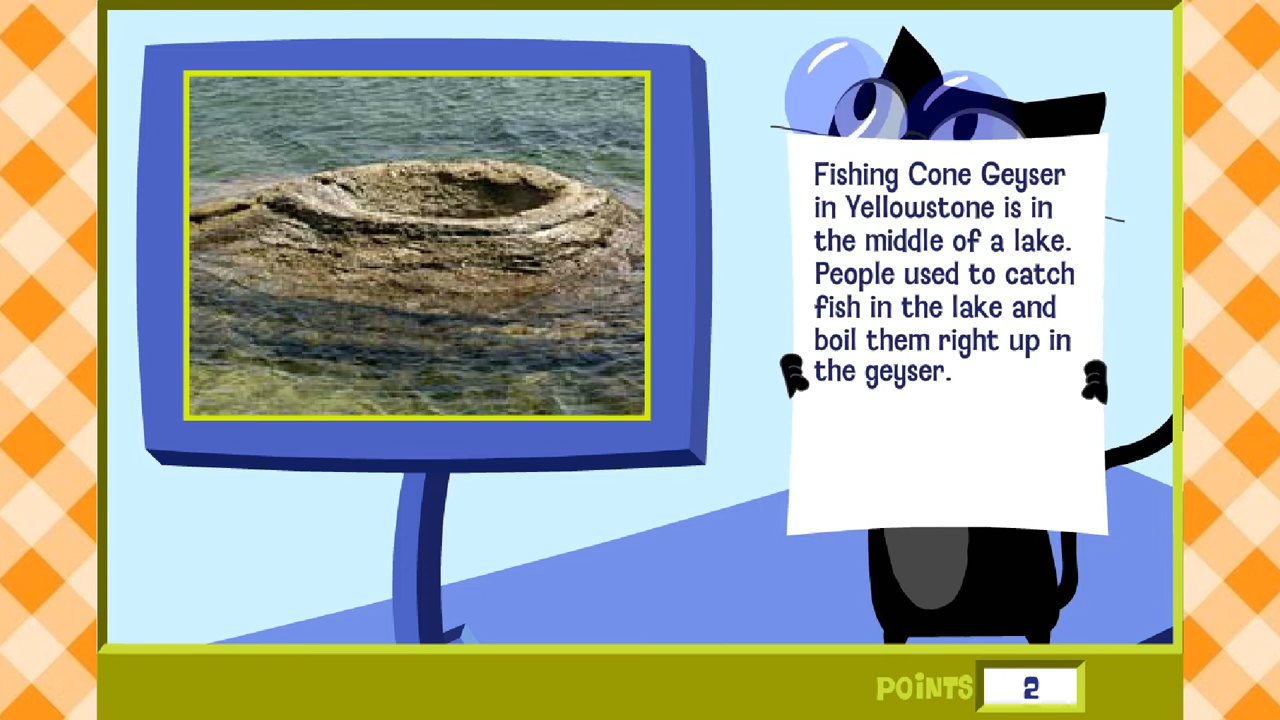 Fishing Cone Geyser
in Yellowstone is in
the middle of a lake.
People used to catch
fish in the lake and
boil them right up in
the geyser.
POiNTS 2